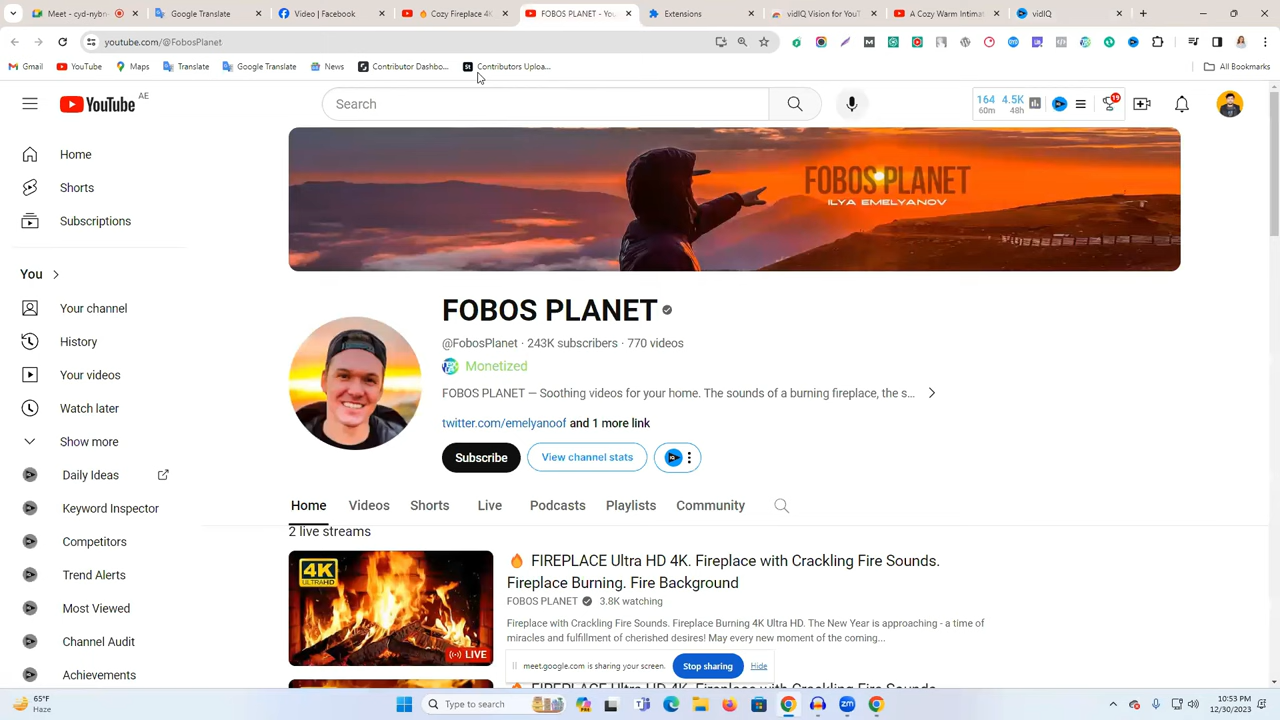 Meet - cyd-nybre
Google Translate
Video | Facebook
Cozy Fireplace 4K
FOBOS PLANET - You
Extensions
vidIQ Vision for YouT
A Cozy Warm Intimat
vidIQ
youtube.com/@FobosPlanet
Gmail
YouTube
Maps
Translate
Google Translate
News
Contributor Dashbo...
Contributors Uploa...
All Bookmarks
YouTube AE
Search
164 4.5K 19
60m 48h
Home
Shorts
Subscriptions
You
Your channel
History
Your videos
Watch later
Show more
Daily Ideas
Keyword Inspector
Competitors
Trend Alerts
Most Viewed
Channel Audit
Achievements
FOBOS PLANET
ILYA EMELYANOV
FOBOS PLANET
@FobosPlanet · 243K subscribers · 770 videos
Monetized
FOBOS PLANET — Soothing videos for your home. The sounds of a burning fireplace, the s...
twitter.com/emelyanoof and 1 more link
Subscribe
View channel stats
Home Videos Shorts Live Podcasts Playlists Community
2 live streams
4K
ULTRAHD
LIVE
FIREPLACE Ultra HD 4K. Fireplace with Crackling Fire Sounds.
Fireplace Burning. Fire Background
FOBOS PLANET 3.8K watching
Fireplace with Crackling Fire Sounds. Fireplace Burning 4K Ultra HD. The New Year is approaching - a time of
miracles and fulfillment of cherished desires! May every new moment of the coming...
meet.google.com is sharing your screen.
Stop sharing
Hide
65°F
Haze
Type here to search
10:53 PM
12/30/2023